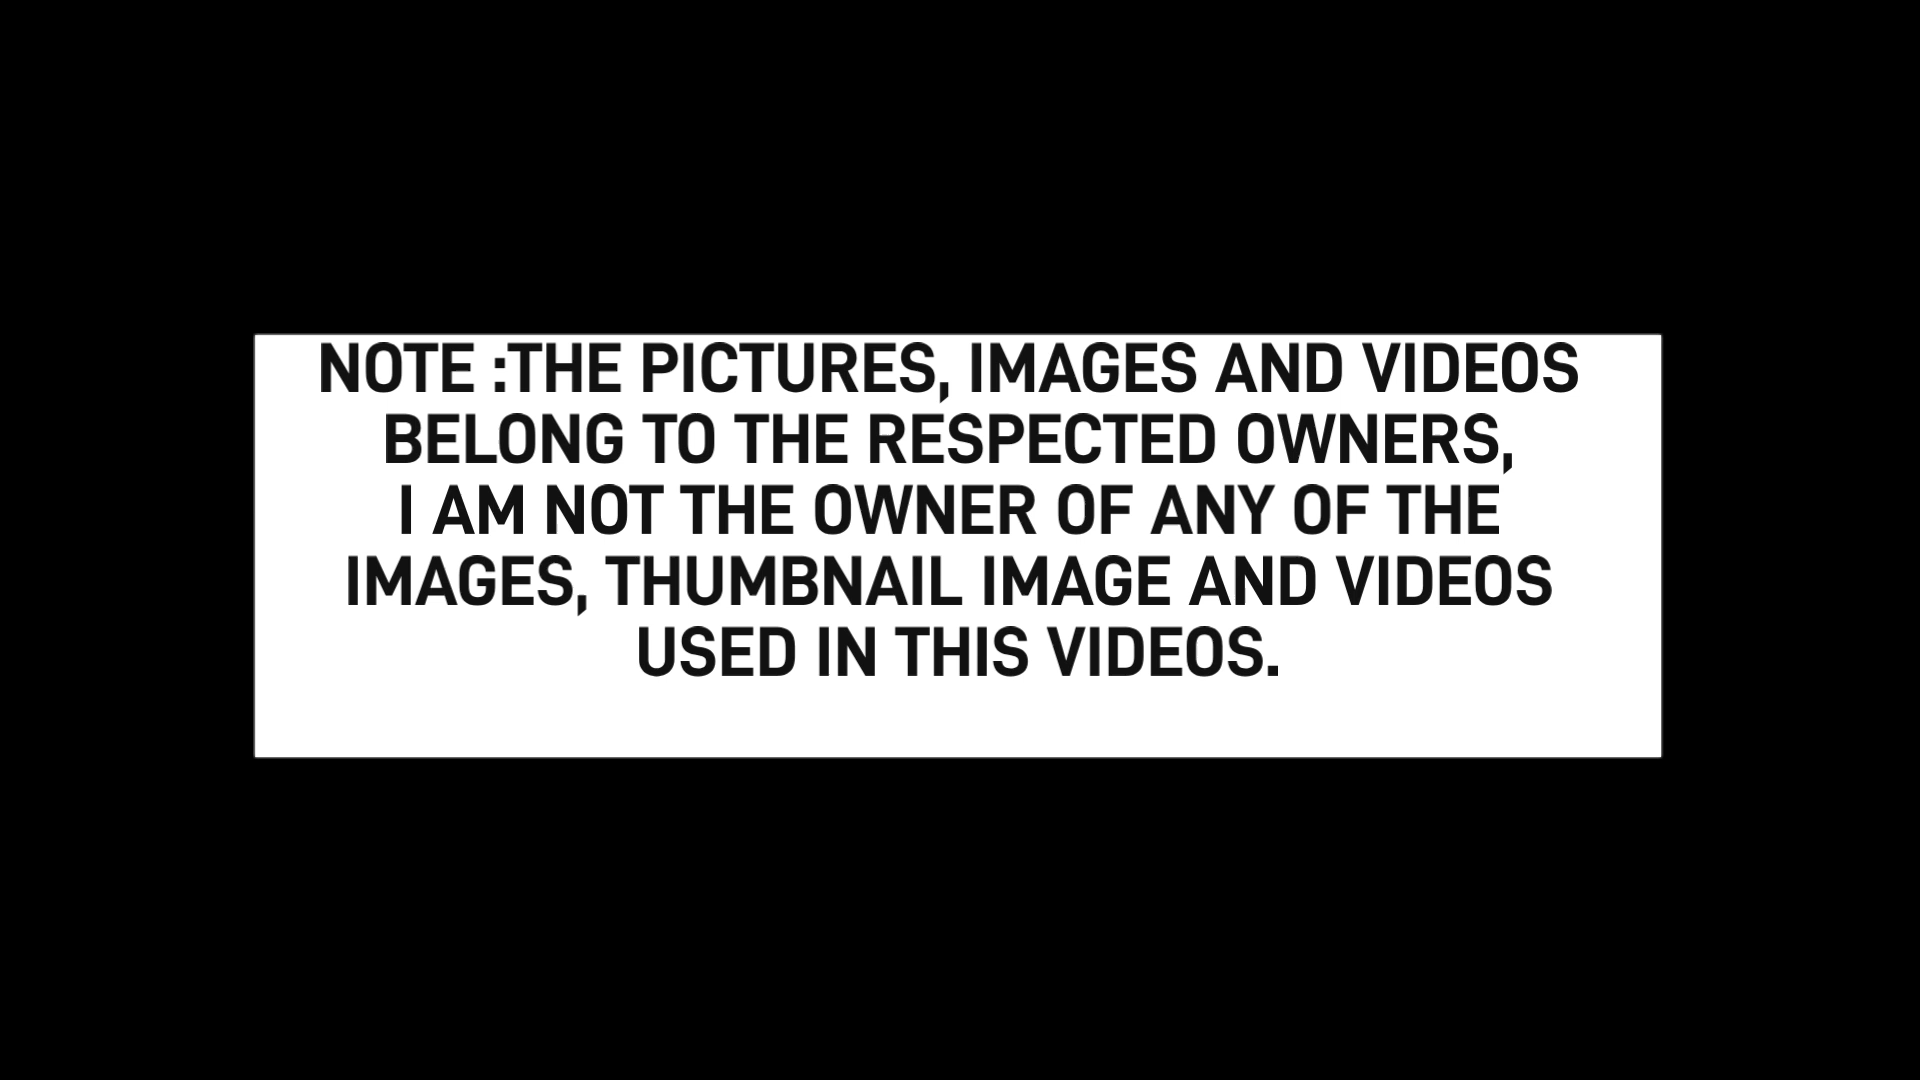 NOTE :THE PICTURES, IMAGES AND VIDEOS
BELONG TO THE RESPECTED OWNERS,
I AM NOT THE OWNER OF ANY OF THE
IMAGES, THUMBNAIL IMAGE AND VIDEOS
USED IN THIS VIDEOS.